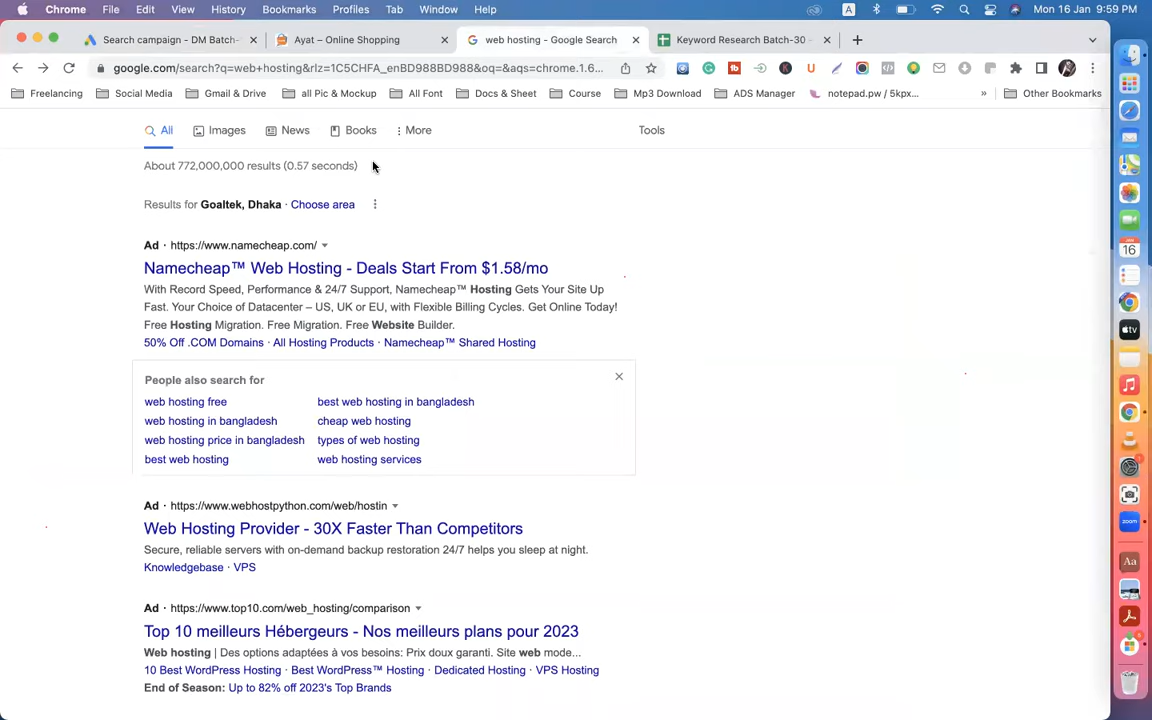 Chrome File Edit View History Bookmarks Profiles Tab Window Help A Mon 16 Jan 9:59 PM
Search campaign - DM Batch- Ayat – Online Shopping web hosting - Google Search Keyword Research Batch-30 -
google.com/search?q=web+hosting&rlz=1C5CHFA_enBD988BD988&oq=&aqs=chrome.1.6...
Freelancing Social Media Gmail & Drive all Pic & Mockup All Font Docs & Sheet Course Mp3 Download ADS Manager notepad.pw / 5kpx... » Other Bookmarks
All Images News Books More Tools
About 772,000,000 results (0.57 seconds)
Results for Goaltek, Dhaka · Choose area
Ad · https://www.namecheap.com/
Namecheap™ Web Hosting - Deals Start From $1.58/mo
With Record Speed, Performance & 24/7 Support, Namecheap™ Hosting Gets Your Site Up
Fast. Your Choice of Datacenter – US, UK or EU, with Flexible Billing Cycles. Get Online Today!
Free Hosting Migration. Free Migration. Free Website Builder.
50% Off .COM Domains · All Hosting Products · Namecheap™ Shared Hosting
People also search for
web hosting free best web hosting in bangladesh
web hosting in bangladesh cheap web hosting
web hosting price in bangladesh types of web hosting
best web hosting web hosting services
Ad · https://www.webhostpython.com/web/hostin
Web Hosting Provider - 30X Faster Than Competitors
Secure, reliable servers with on-demand backup restoration 24/7 helps you sleep at night.
Knowledgebase · VPS
Ad · https://www.top10.com/web_hosting/comparison
Top 10 meilleurs Hébergeurs - Nos meilleurs plans pour 2023
Web hosting | Des options adaptées à vos besoins: Prix doux garanti. Site web mode...
10 Best WordPress Hosting · Best WordPress™ Hosting · Dedicated Hosting · VPS Hosting
End of Season: Up to 82% off 2023's Top Brands